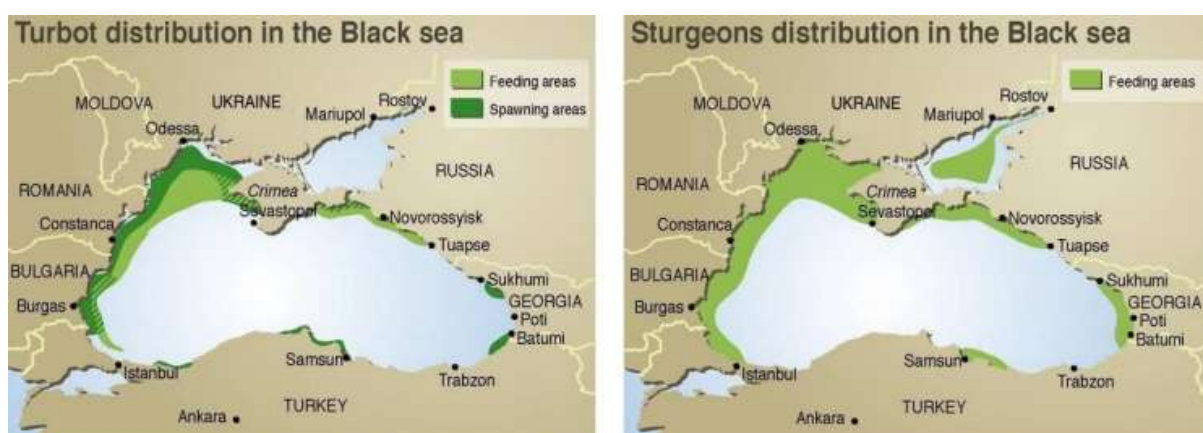 Turbot distribution in the Black sea
Feeding areas
Spawning areas
MOLDOVA
UKRAINE
Rostov
Mariupol
Odessa
RUSSIA
ROMANIA
Crimea
Sevastopol
Constanca
Novorossyisk
Tuapse
BULGARIA
Sukhumi
Burgas
GEORGIA
Poti
Batumi
Samsun
Istanbul
Trabzon
TURKEY
Ankara
Sturgeons distribution in the Black sea
Feeding areas
MOLDOVA
UKRAINE
Rostov
Mariupol
Odessa
RUSSIA
ROMANIA
Crimea
Sevastopol
Constanca
Novorossyisk
Tuapse
BULGARIA
Sukhumi
Burgas
GEORGIA
Poti
Batumi
Samsun
Istanbul
Trabzon
TURKEY
Ankara